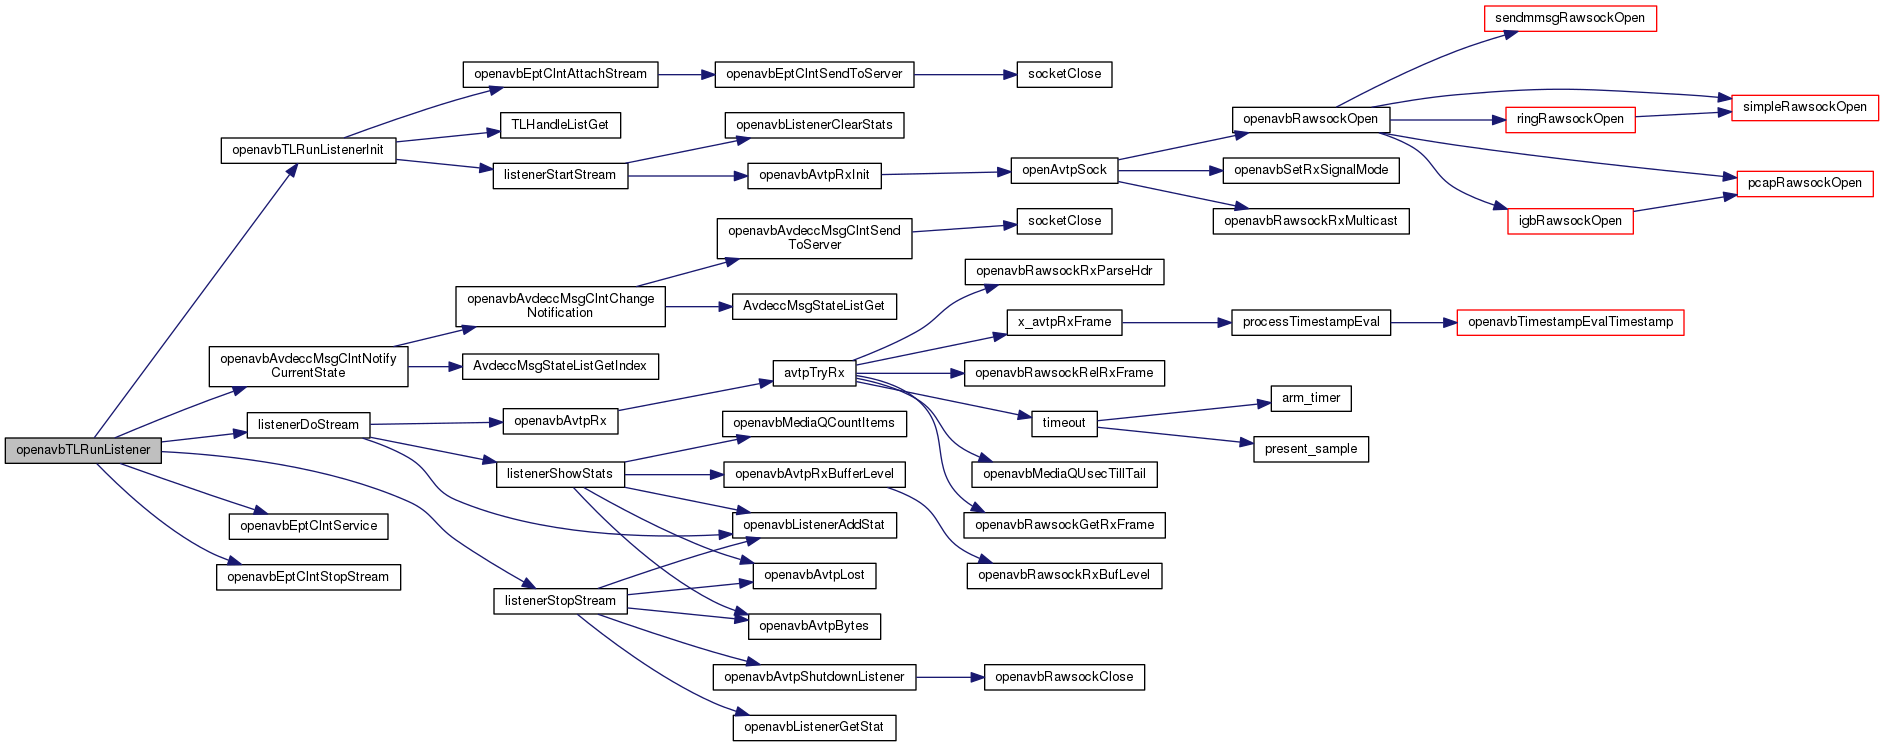 sendmmsgRawsockOpen
openavbEptClntAttachStream
openavbEptClntSendToServer
socketClose
simpleRawsockOpen
openavbRawsockOpen
ringRawsockOpen
TLHandleListGet
openavbListenerClearStats
openavbTLRunListenerInit
listenerStartStream
openavbAvtpRxInit
openAvtpSock
openavbSetRxSignalMode
pcapRawsockOpen
openavbRawsockRxMulticast
igbRawsockOpen
openavbAvdeccMsgClntSend
ToServer
socketClose
openavbRawsockRxParseHdr
openavbAvdeccMsgClntChange
Notification
AvdeccMsgStateListGet
x_avtpRxFrame
processTimestampEval
openavbTimestampEvalTimestamp
openavbAvdeccMsgClntNotify
CurrentState
AvdeccMsgStateListGetIndex
avtpTryRx
openavbRawsockRelRxFrame
arm_timer
listenerDoStream
openavbAvtpRx
openavbMediaQCountItems
timeout
present_sample
openavbTLRunListener
listenerShowStats
openavbAvtpRxBufferLevel
openavbMediaQUsecTillTail
openavbEptClntService
openavbListenerAddStat
openavbRawsockGetRxFrame
openavbEptClntStopStream
openavbAvtpLost
openavbRawsockRxBufLevel
listenerStopStream
openavbAvtpBytes
openavbAvtpShutdownListener
openavbRawsockClose
openavbListenerGetStat